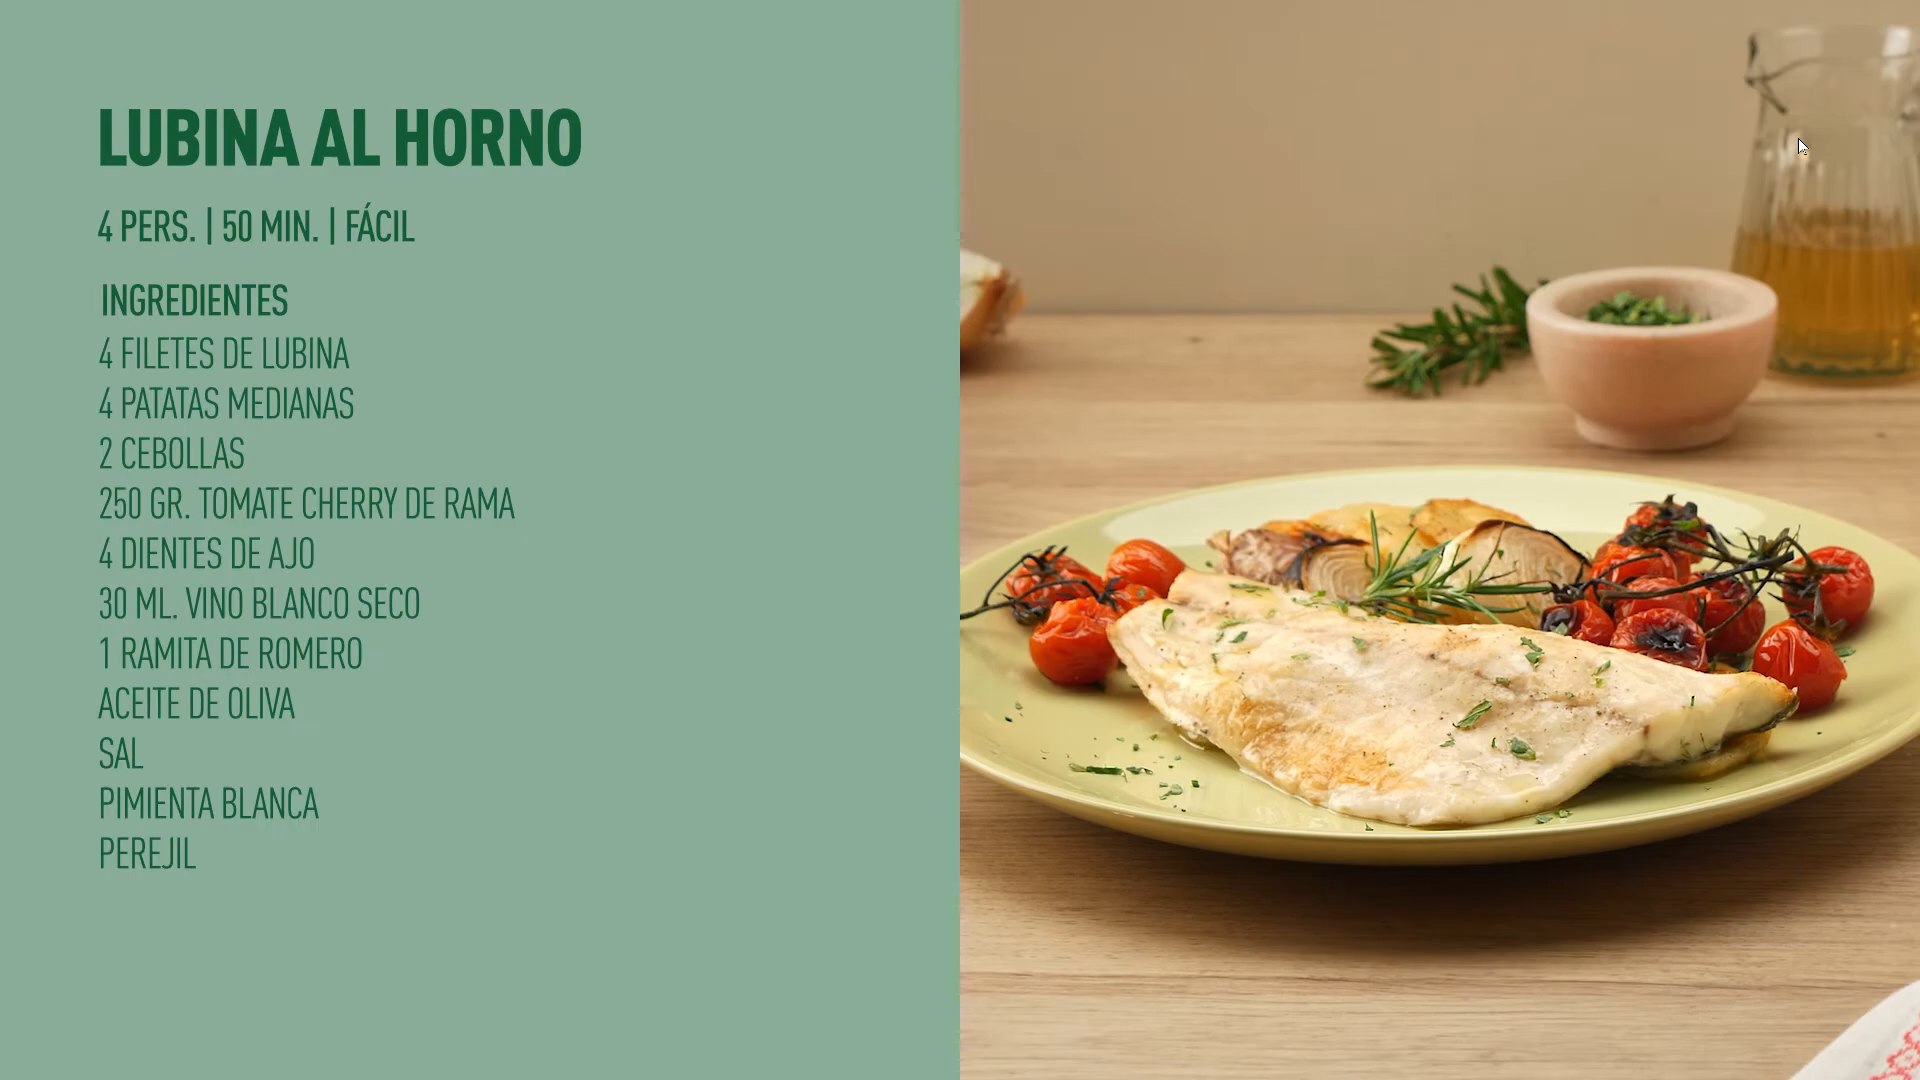 LUBINA AL HORNO
4 PERS. | 50 MIN. | FÁCIL
INGREDIENTES
4 FILETES DE LUBINA
4 PATATAS MEDIANAS
2 CEBOLLAS
250 GR. TOMATE CHERRY DE RAMA
4 DIENTES DE AJO
30 ML. VINO BLANCO SECO
1 RAMITA DE ROMERO
ACEITE DE OLIVA
SAL
PIMIENTA BLANCA
PEREJIL